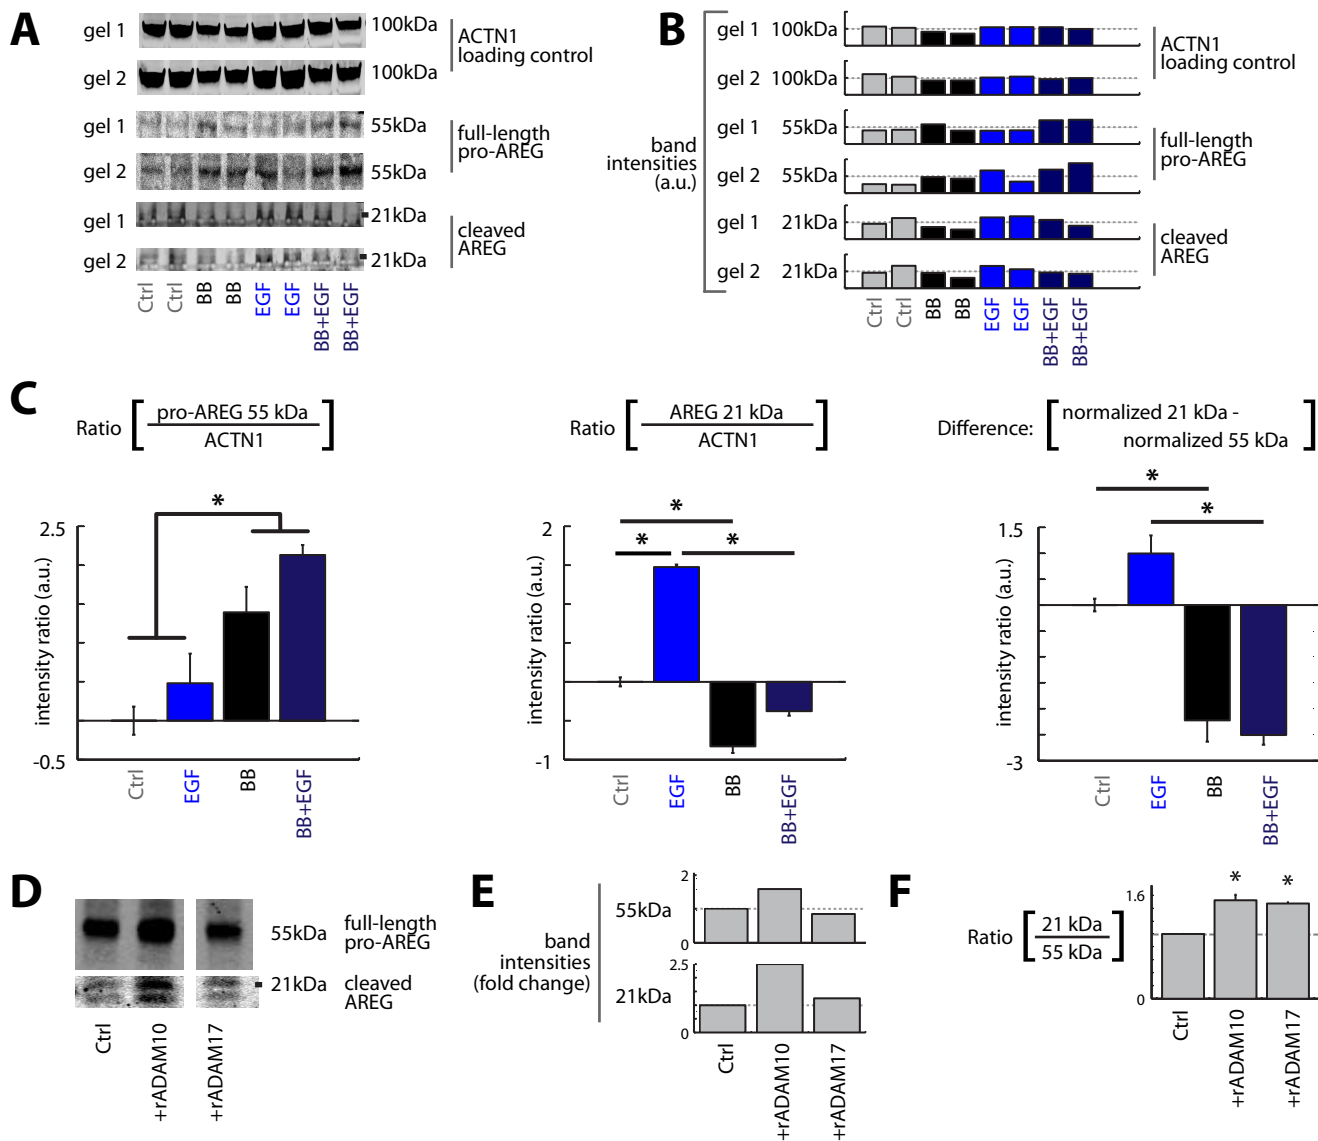 A
gel 1
100kDa
gel 2
100kDa
ACTN1
loading control
gel 1
55kDa
gel 2
55kDa
full-length
pro-AREG
gel 1
21kDa
gel 2
21kDa
cleaved
AREG
Ctrl
Ctrl
BB
BB
EGF
EGF
BB+EGF
BB+EGF
B
band
intensities
(a.u.)
gel 1 100kDa
gel 2 100kDa
ACTN1
loading control
gel 1 55kDa
gel 2 55kDa
full-length
pro-AREG
gel 1 21kDa
gel 2 21kDa
cleaved
AREG
Ctrl
Ctrl
BB
BB
EGF
EGF
BB+EGF
BB+EGF
C
Ratio [ pro-AREG 55 kDa
ACTN1 ]
*
2.5
intensity ratio (a.u.)
-0.5
Ctrl
EGF
BB
BB+EGF
Ratio [ AREG 21 kDa
ACTN1 ]
*
* *
2
intensity ratio (a.u.)
-1
Ctrl
EGF
BB
BB+EGF
Difference: [ normalized 21 kDa -
normalized 55 kDa ]
*
*
1.5
intensity ratio (a.u.)
-3
Ctrl
EGF
BB
BB+EGF
D
55kDa
full-length
pro-AREG
21kDa
cleaved
AREG
Ctrl
+rADAM10
+rADAM17
E
band
intensities
(fold change)
55kDa
2
0
21kDa
2.5
0
Ctrl
+rADAM10
+rADAM17
F
Ratio [ 21 kDa
55 kDa ]
* *
1.6
0
Ctrl
+rADAM10
+rADAM17